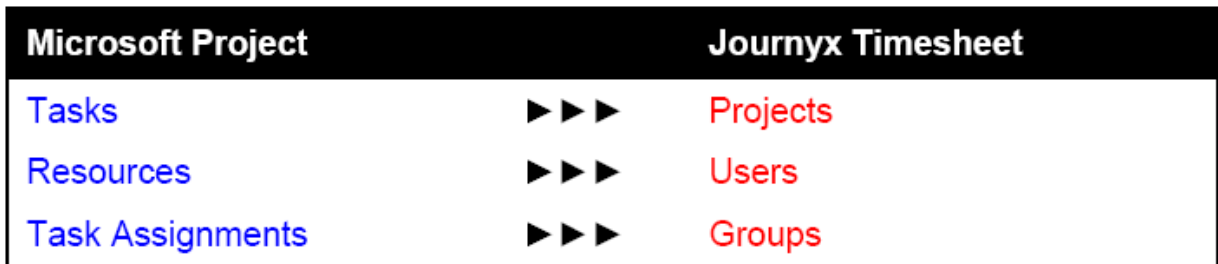 Microsoft Project Journyx Timesheet
Tasks ►►► Projects
Resources ►►► Users
Task Assignments ►►► Groups